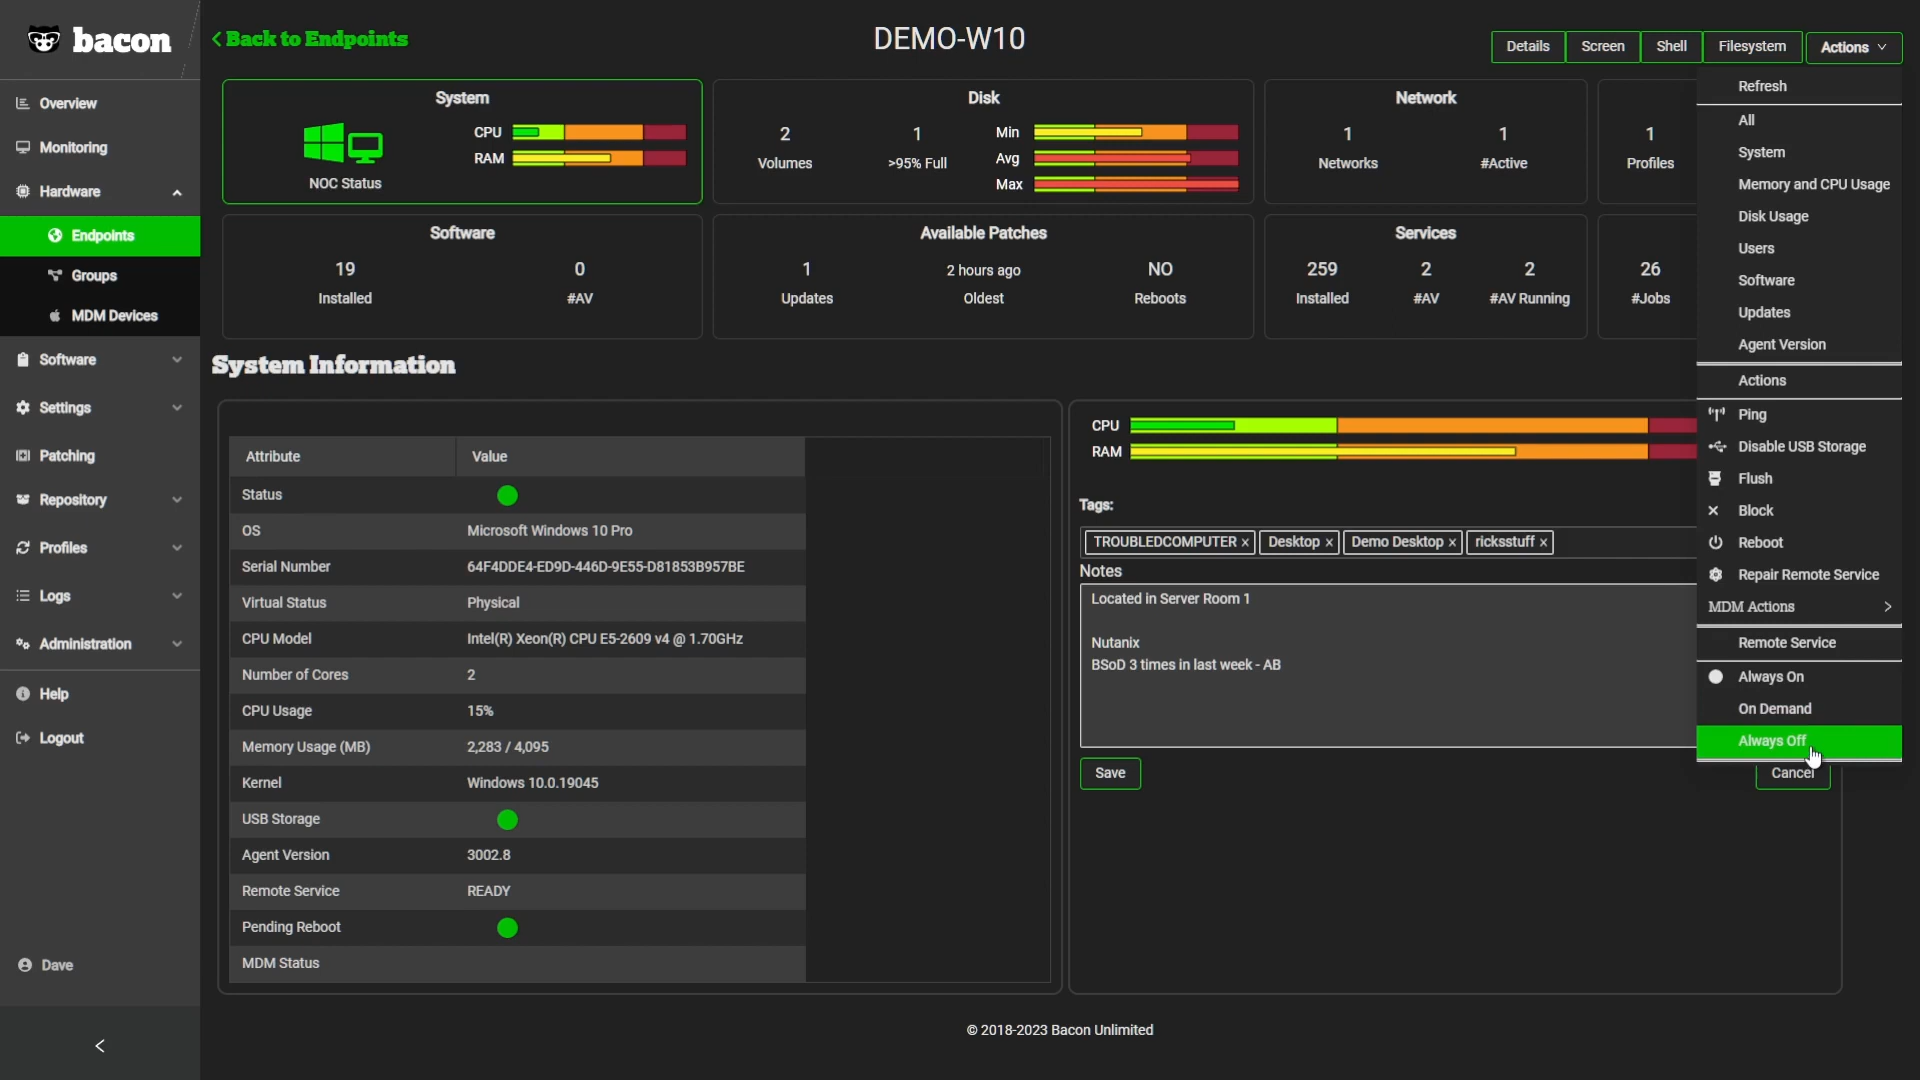 bacon
Back to Endpoints
DEMO-W10
Details
Screen
Shell
Filesystem
Actions
Overview
Monitoring
Hardware
Endpoints
Groups
MDM Devices
Software
Settings
Patching
Repository
Profiles
Logs
Administration
Help
Logout
Dave
System
NOC Status
CPU
RAM
Disk
2
Volumes
1
>95% Full
Min
Avg
Max
Network
1
Networks
1
#Active
1
Profiles
Software
19
Installed
0
#AV
Available Patches
1
Updates
2 hours ago
Oldest
NO
Reboots
Services
259
Installed
2
#AV
2
#AV Running
26
#Jobs
System Information
Attribute Value
Status
OS Microsoft Windows 10 Pro
Serial Number 64F4DDE4-ED9D-446D-9E55-D81853B957BE
Virtual Status Physical
CPU Model Intel(R) Xeon(R) CPU E5-2609 v4 @ 1.70GHz
Number of Cores 2
CPU Usage 15%
Memory Usage (MB) 2,283 / 4,095
Kernel Windows 10.0.19045
USB Storage
Agent Version 3002.8
Remote Service READY
Pending Reboot
MDM Status
CPU
RAM
Tags:
TROUBLEDCOMPUTER × Desktop × Demo Desktop × ricksstuff ×
Notes
Located in Server Room 1
Nutanix
BSoD 3 times in last week - AB
Save
Cancel
Refresh
All
System
Memory and CPU Usage
Disk Usage
Users
Software
Updates
Agent Version
Actions
Ping
Disable USB Storage
Flush
Block
Reboot
Repair Remote Service
MDM Actions
Remote Service
Always On
On Demand
Always Off
© 2018-2023 Bacon Unlimited